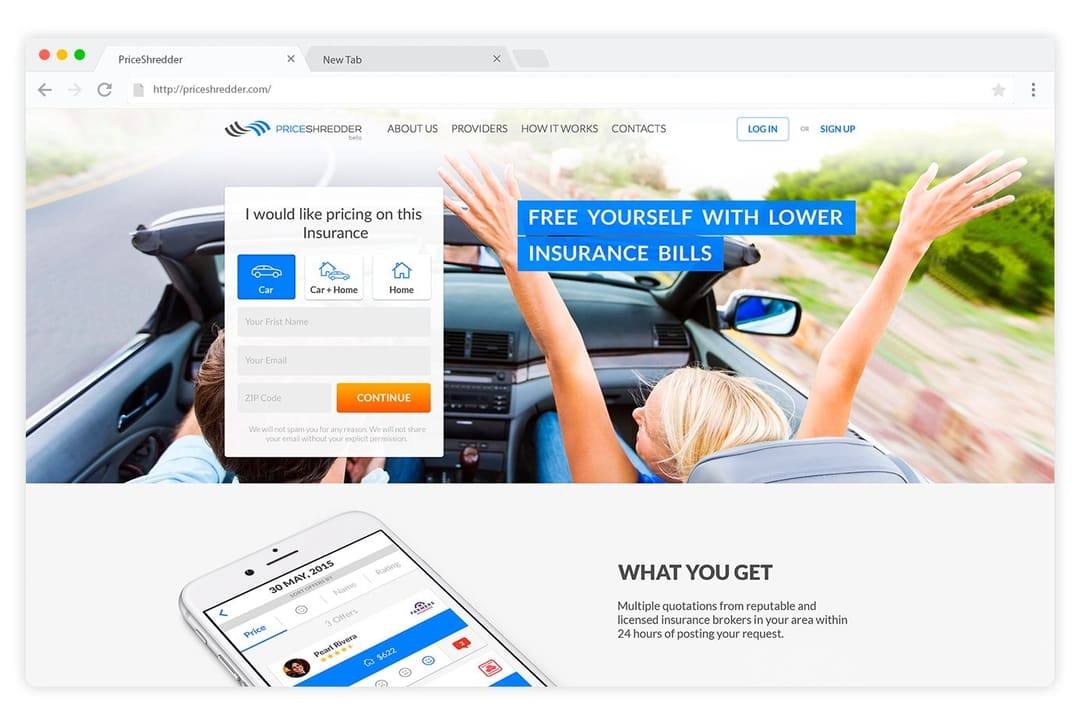 PriceShredder
New Tab
http://priceshredder.com/
PRICESHREDDER
beta
ABOUT US PROVIDERS HOW IT WORKS CONTACTS
LOG IN OR SIGN UP
I would like pricing on this
Insurance
Car Car + Home Home
Your Frist Name
Your Email
ZIP Code CONTINUE
We will not spam you for any reason. We will not share
your email without your explicit permission.
FREE YOURSELF WITH LOWER
INSURANCE BILLS
30 MAY, 2015
SORT OFFERS BY
Price Name Rating
3 Offers
Pearl Rivera
FARMERS
$622
WHAT YOU GET
Multiple quotations from reputable and
licensed insurance brokers in your area within
24 hours of posting your request.